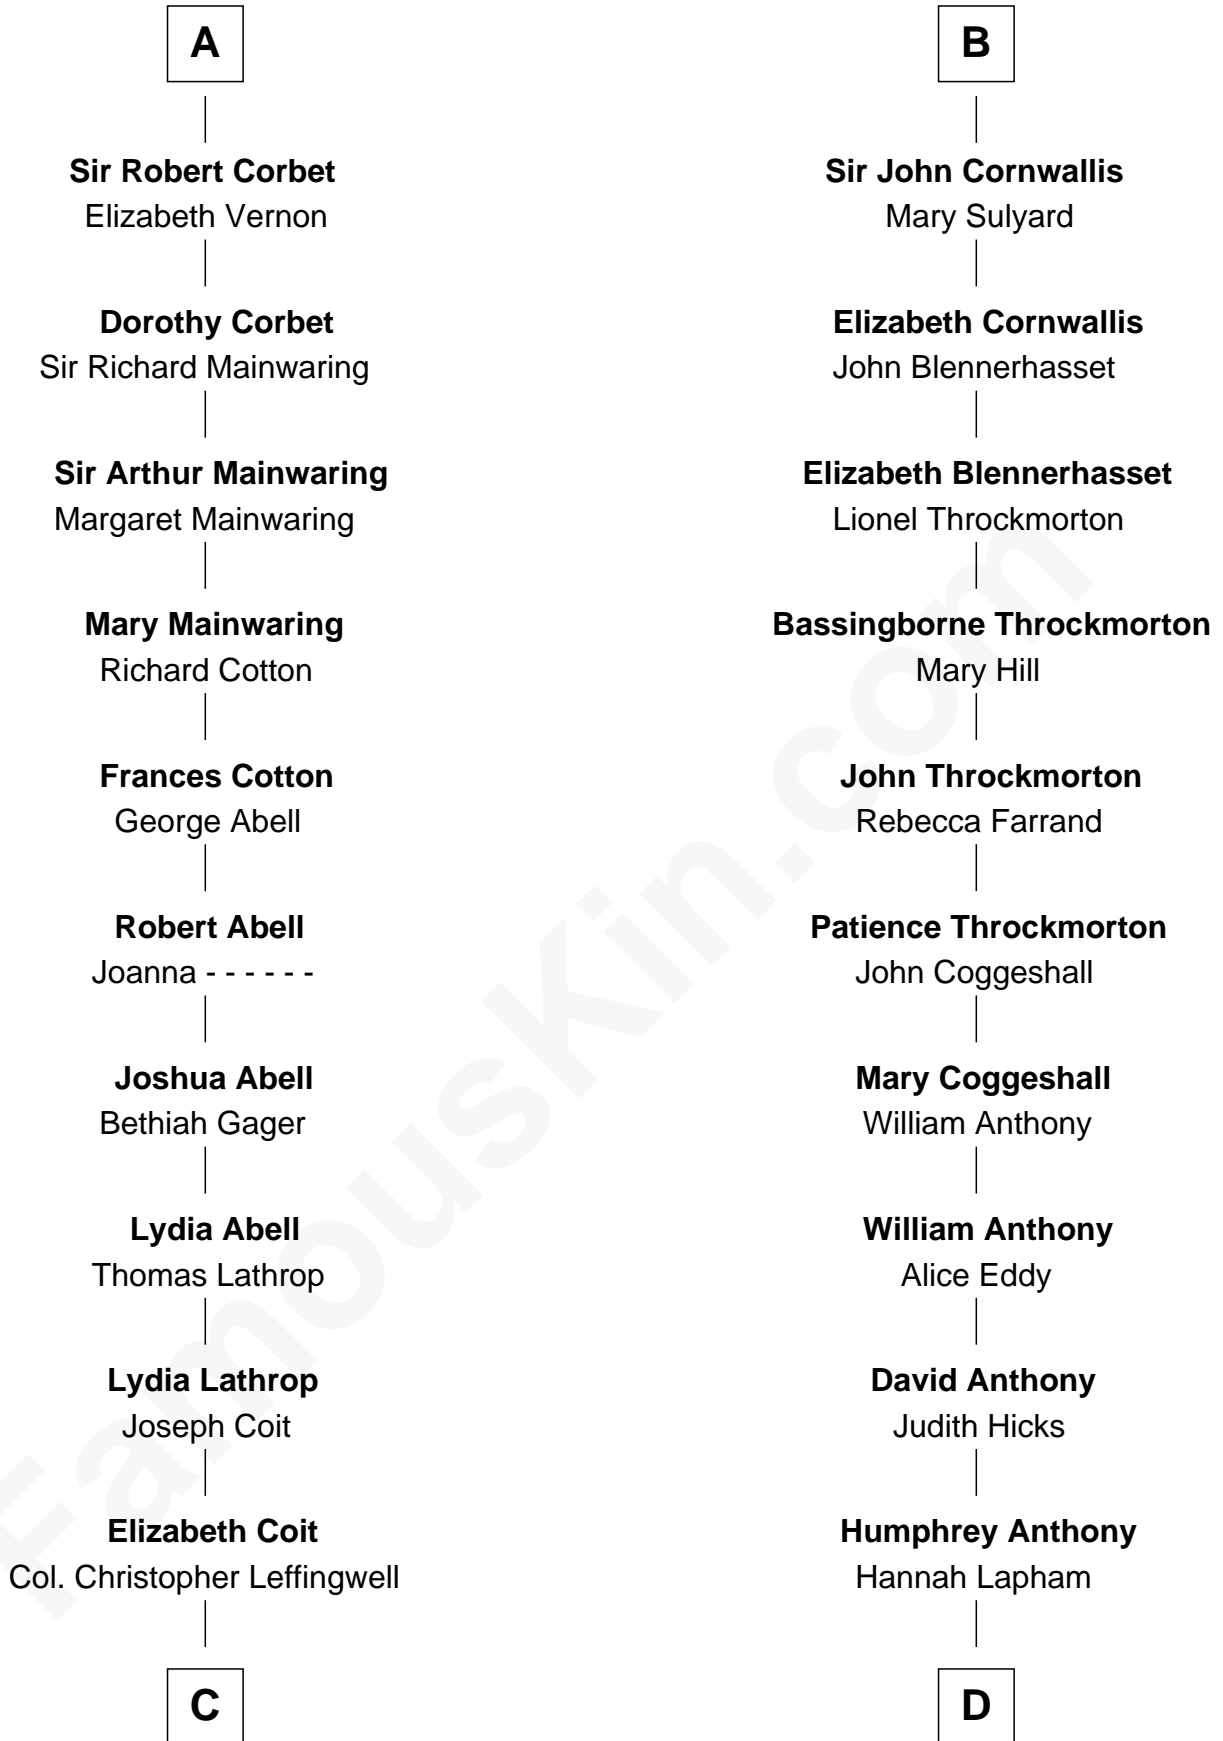 A
Sir Robert Corbet
Elizabeth Vernon
Dorothy Corbet
Sir Richard Mainwaring
Sir Arthur Mainwaring
Margaret Mainwaring
Mary Mainwaring
Richard Cotton
Frances Cotton
George Abell
Robert Abell
Joanna - - - - - -
Joshua Abell
Bethiah Gager
Lydia Abell
Thomas Lathrop
Lydia Lathrop
Joseph Coit
Elizabeth Coit
Col. Christopher Leffingwell
C
B
Sir John Cornwallis
Mary Sulyard
Elizabeth Cornwallis
John Blennerhasset
Elizabeth Blennerhasset
Lionel Throckmorton
Bassingborne Throckmorton
Mary Hill
John Throckmorton
Rebecca Farrand
Patience Throckmorton
John Coggeshall
Mary Coggeshall
William Anthony
William Anthony
Alice Eddy
David Anthony
Judith Hicks
Humphrey Anthony
Hannah Lapham
D
FamousKin.com